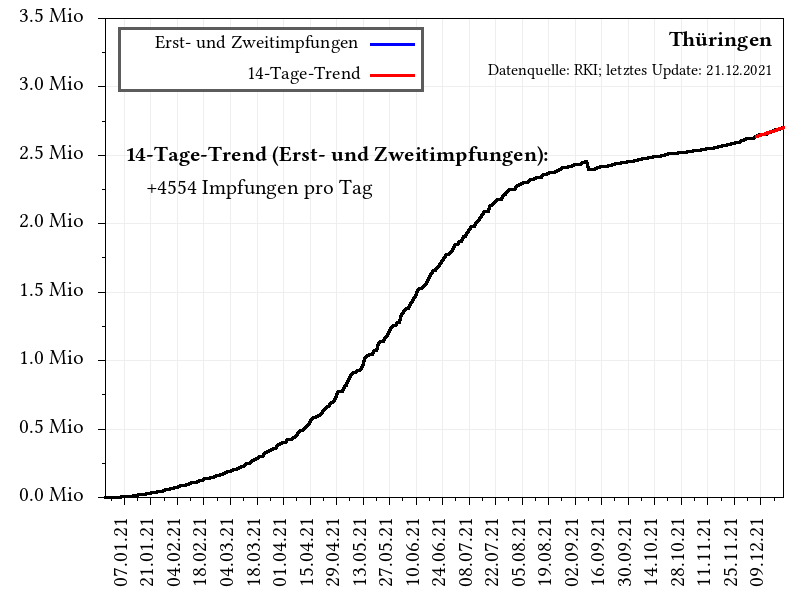 3.5 Mio
3.0 Mio
2.5 Mio
2.0 Mio
1.5 Mio
1.0 Mio
0.5 Mio
0.0 Mio
Erst- und Zweitimpfungen
14-Tage-Trend
Thüringen
Datenquelle: RKI; letztes Update: 21.12.2021
14-Tage-Trend (Erst- und Zweitimpfungen):
+4554 Impfungen pro Tag
07.01.21
21.01.21
04.02.21
18.02.21
04.03.21
18.03.21
01.04.21
15.04.21
29.04.21
13.05.21
27.05.21
10.06.21
24.06.21
08.07.21
22.07.21
05.08.21
19.08.21
02.09.21
16.09.21
30.09.21
14.10.21
28.10.21
11.11.21
25.11.21
09.12.21